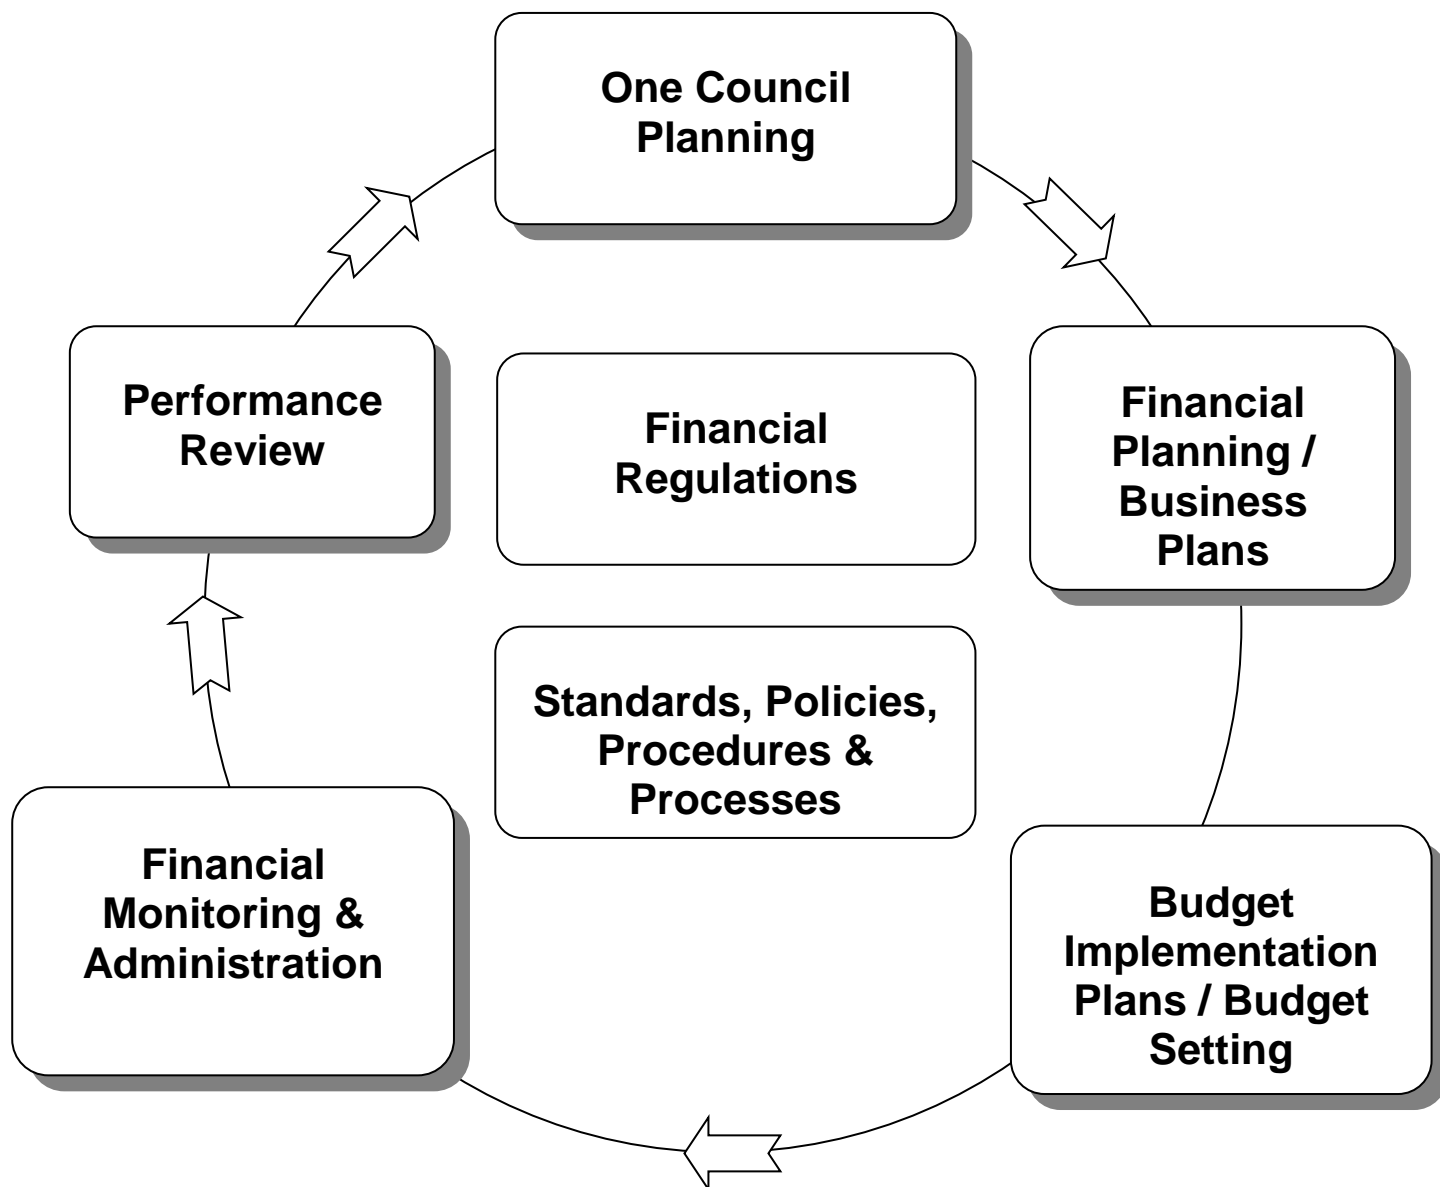 One Council
Planning
Performance
Review
Financial
Regulations
Financial
Planning /
Business
Plans
Standards, Policies,
Procedures &
Processes
Financial
Monitoring &
Administration
Budget
Implementation
Plans / Budget
Setting